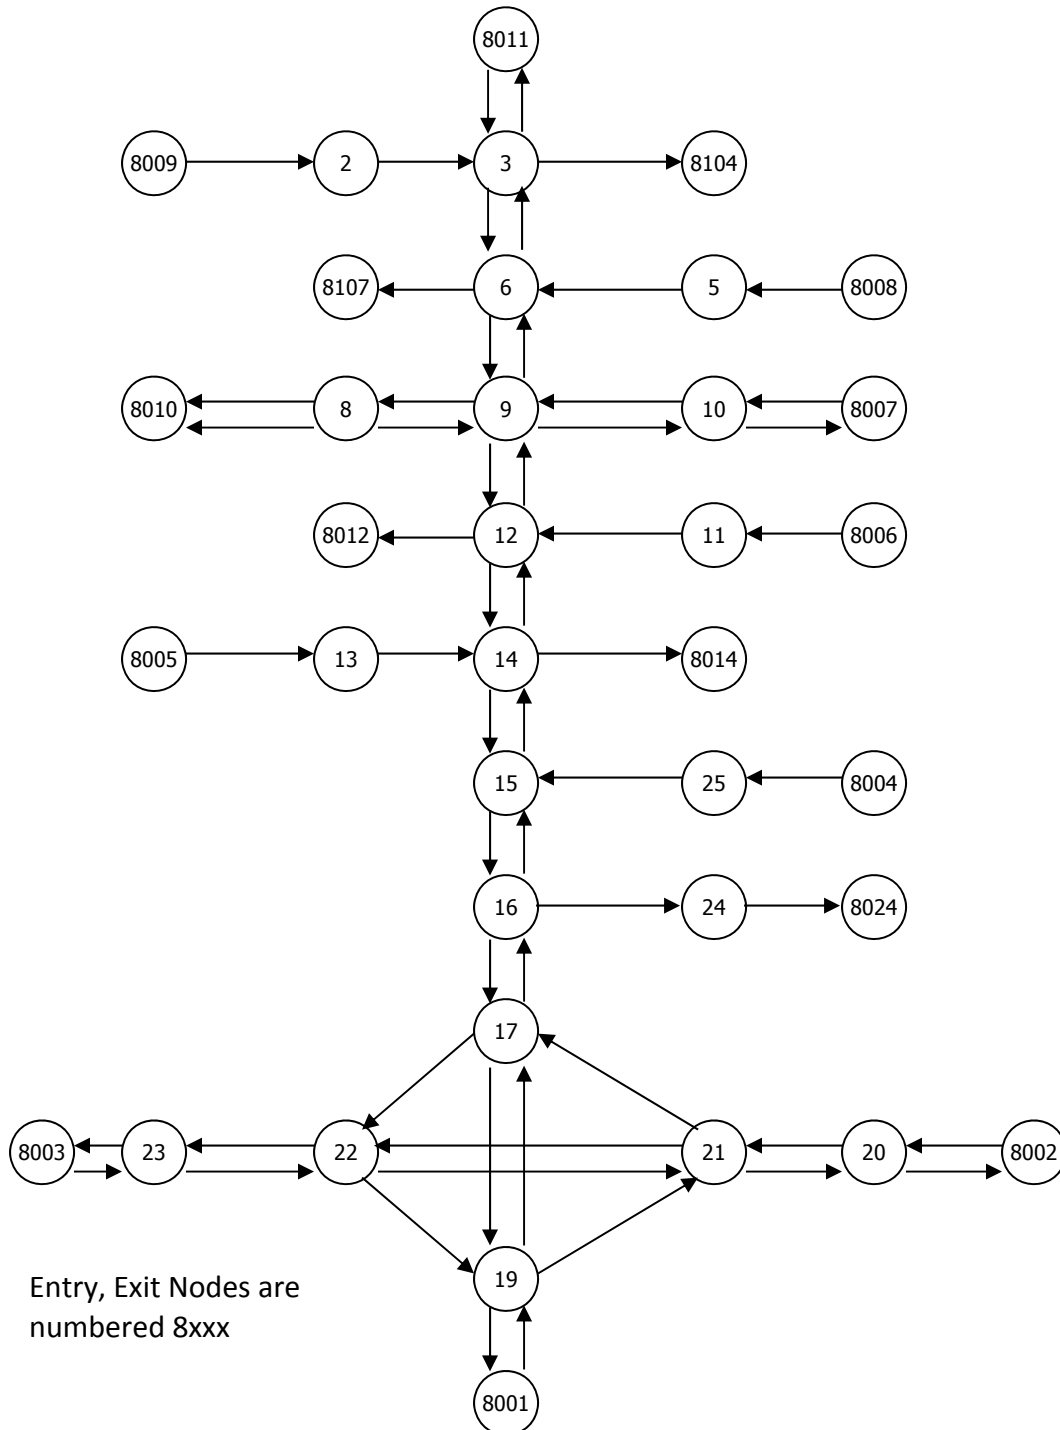 8011
8009 2 3 8104
8107 6 5 8008
8010 8 9 10 8007
8012 12 11 8006
8005 13 14 8014
15 25 8004
16 24 8024
17
8003 23 22 21 20 8002
19
Entry, Exit Nodes are
numbered 8xxx
8001